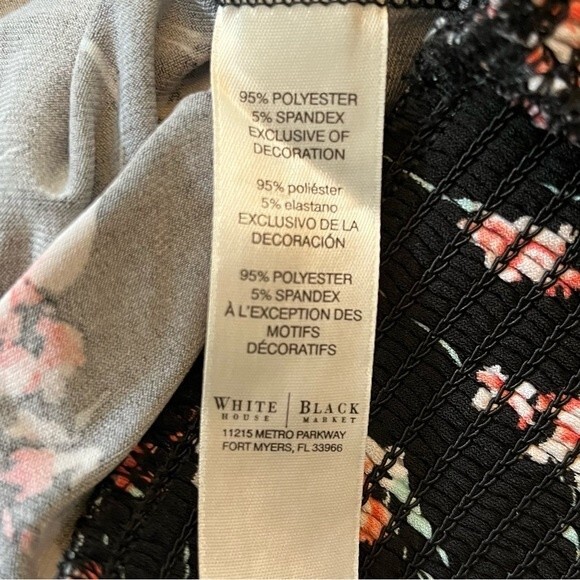 95% POLYESTER
5% SPANDEX
EXCLUSIVE OF
DECORATION
95% poliéster
5% elastano
EXCLUSIVO DE LA
DECORACIÓN
95% POLYESTER
5% SPANDEX
À L'EXCEPTION DES
MOTIFS
DÉCORATIFS
WHITE | BLACK
HOUSE | MARKET
11215 METRO PARKWAY
FORT MYERS, FL 33966